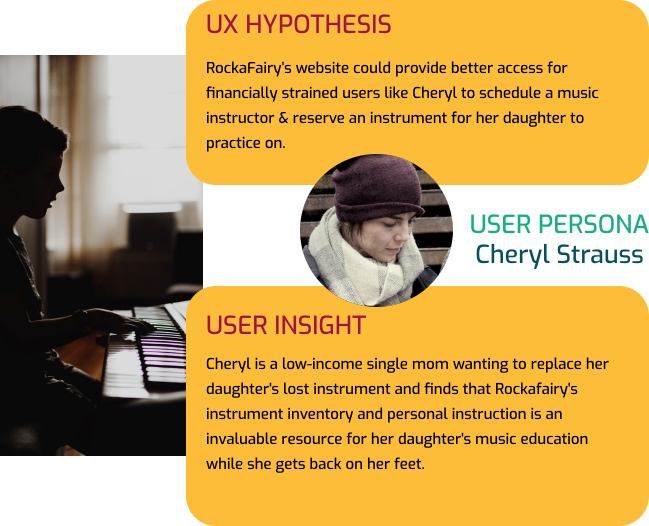 UX HYPOTHESIS
RockaFairy's website could provide better access for
financially strained users like Cheryl to schedule a music
instructor & reserve an instrument for her daughter to
practice on.
USER PERSONA
Cheryl Strauss
USER INSIGHT
Cheryl is a low-income single mom wanting to replace her
daughter's lost instrument and finds that Rockafairy's
instrument inventory and personal instruction is an
invaluable resource for her daughter's music education
while she gets back on her feet.